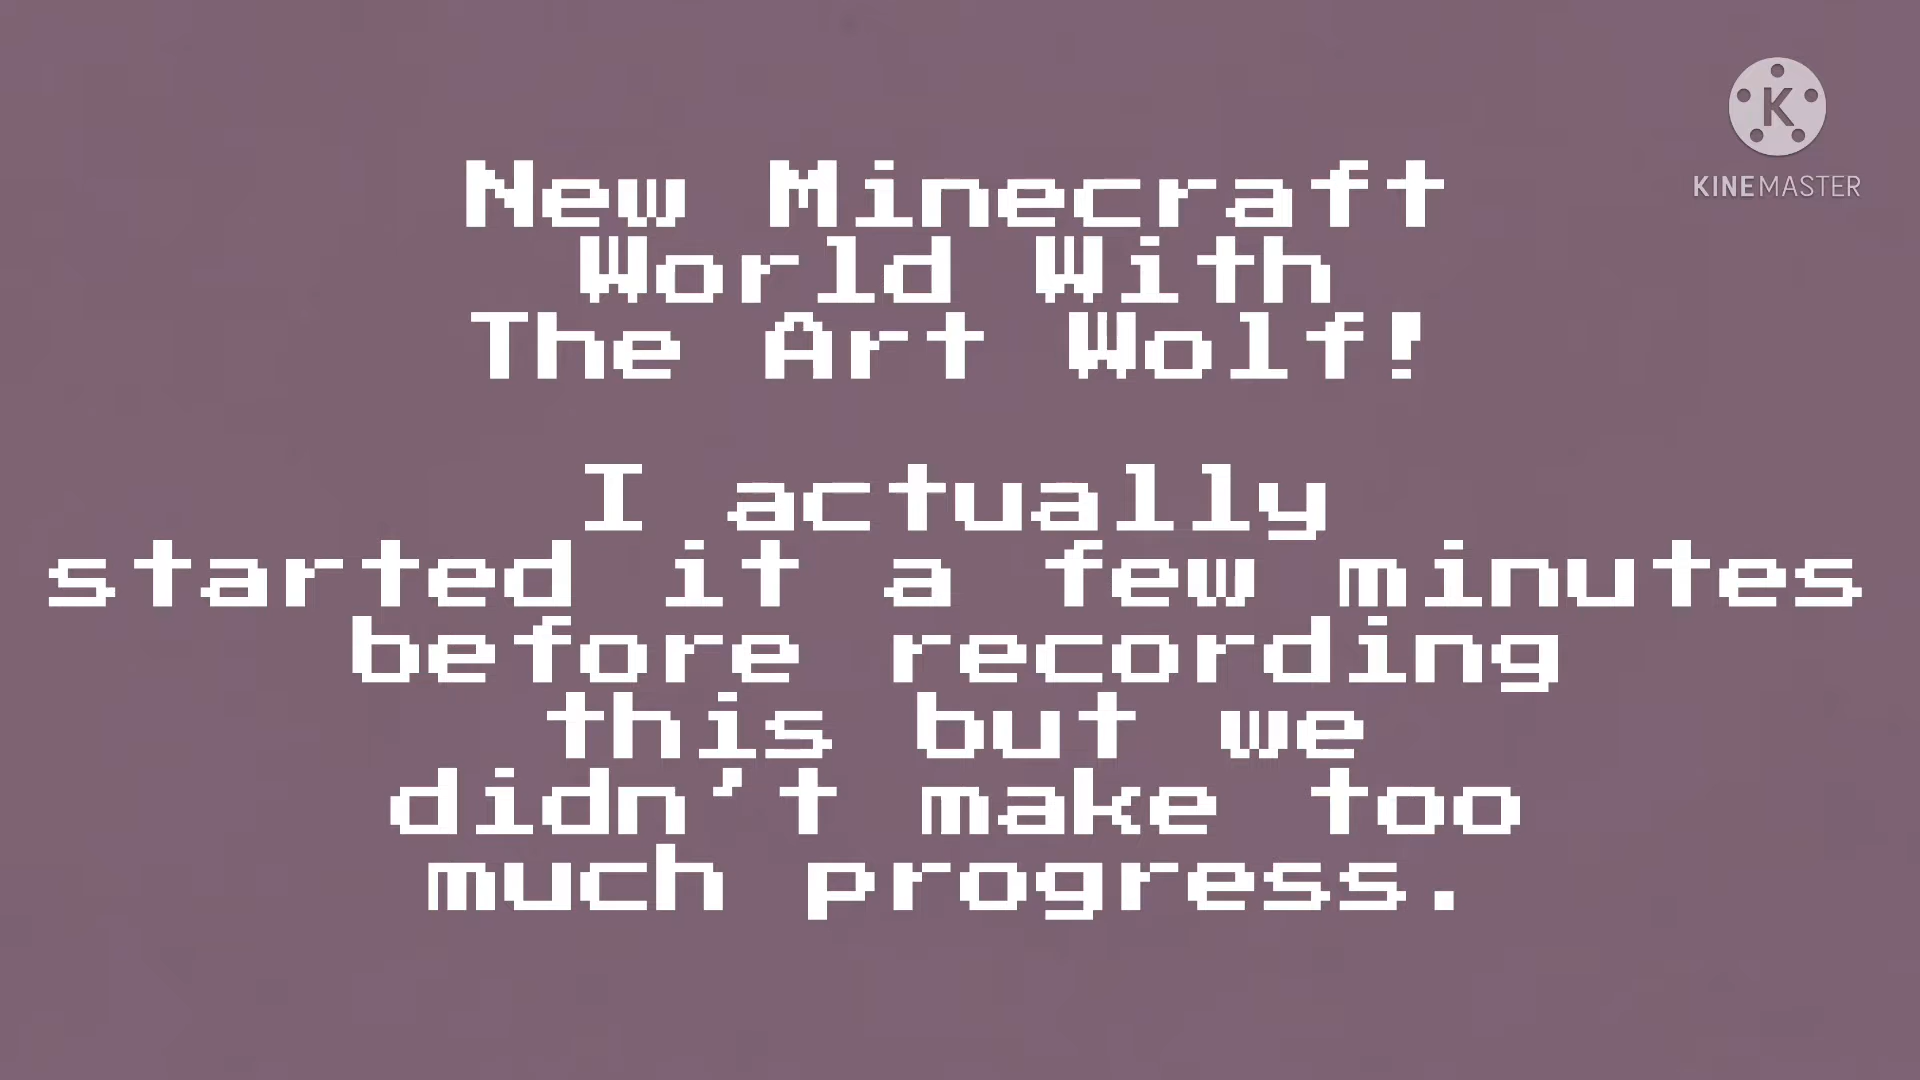 K
KINEMASTER
New Minecraft
World With
The Art Wolf!
I actually
started it a few minutes
before recording
this but we
didn't make too
much progress.